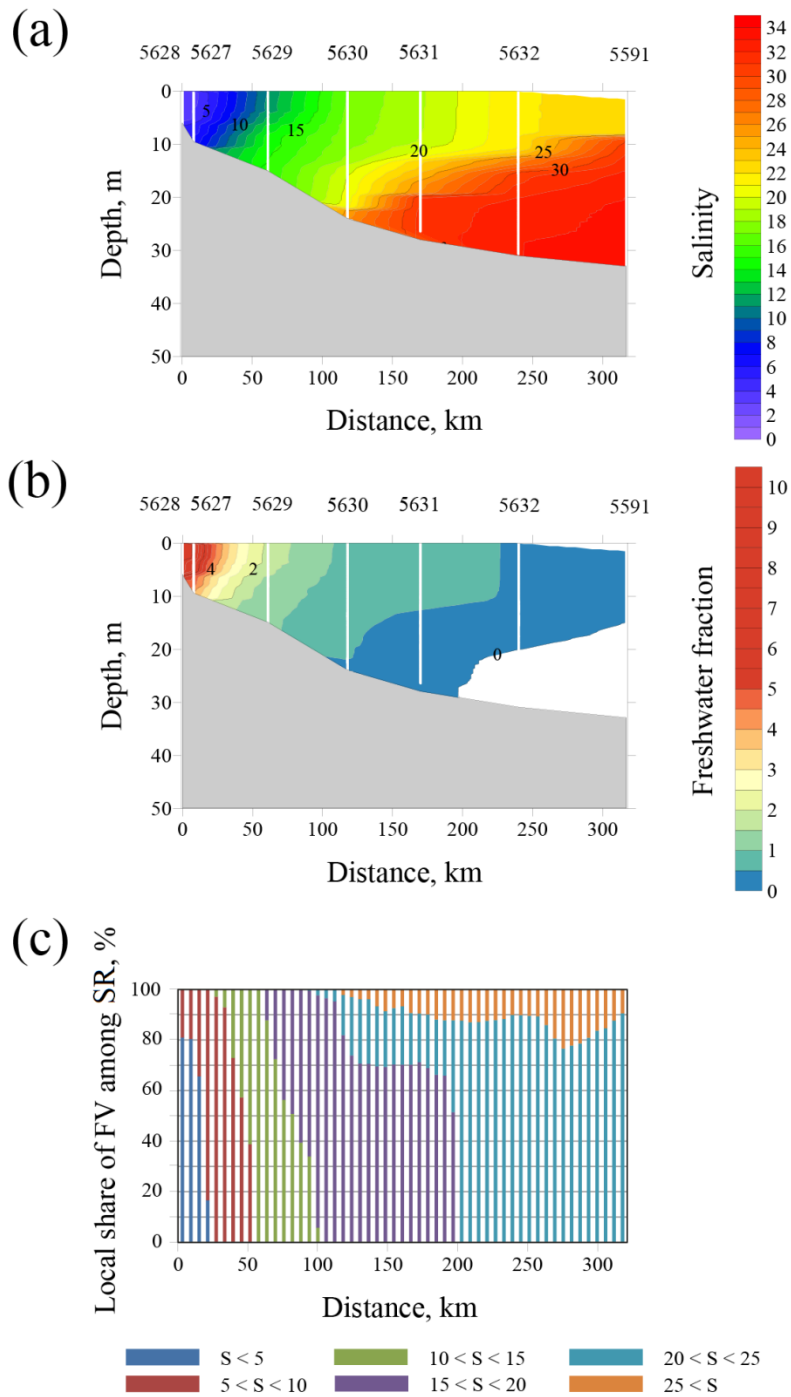 (a)
5628 5627 5629 5630 5631 5632 5591
0
10
20
30
40
50
Depth, m
5 10 15 20 25 30
0 50 100 150 200 250 300
Distance, km
Salinity
34
32
30
28
26
24
22
20
18
16
14
12
10
8
6
4
2
0
(b)
5628 5627 5629 5630 5631 5632 5591
0
10
20
30
40
50
Depth, m
4 2 0
0 50 100 150 200 250 300
Distance, km
Freshwater fraction
10
9
8
7
6
5
4
3
2
1
0
(c)
Local share of FV among SR, %
100
80
60
40
20
0
0 50 100 150 200 250 300
Distance, km
S < 5 10 < S < 15 20 < S < 25
5 < S < 10 15 < S < 20 25 < S